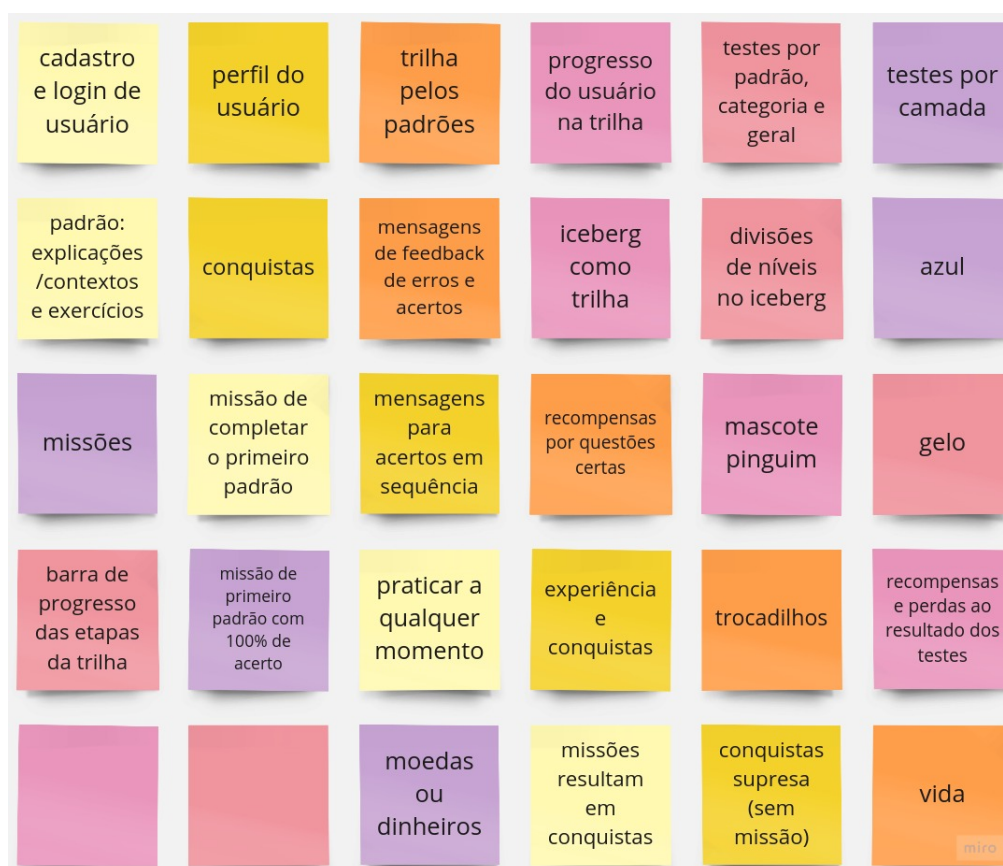 cadastro
e login de
usuário
perfil do
usuário
trilha
pelos
padrões
progresso
do usuário
na trilha
testes por
padrão,
categoria e
geral
testes por
camada
padrão:
explicações
/contextos
e exercícios
conquistas
mensagens
de feedback
de erros e
acertos
iceberg
como
trilha
divisões
de níveis
no iceberg
azul
missões
missão de
completar
o primeiro
padrão
mensagens
para
acertos em
sequência
recompensas
por questões
certas
mascote
pinguim
gelo
barra de
progresso
das etapas
da trilha
missão de
primeiro
padrão com
100% de
acerto
praticar a
qualquer
momento
experiência
e
conquistas
trocadilhos
recompensas
e perdas ao
resultado dos
testes
moedas
ou
dinheiros
missões
resultam
em
conquistas
conquistas
supresa
(sem
missão)
vida
miro